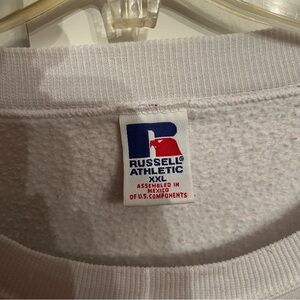 RUSSELL®
ATHLETIC
XXL
ASSEMBLED IN
MEXICO
OF U.S. COMPONENTS